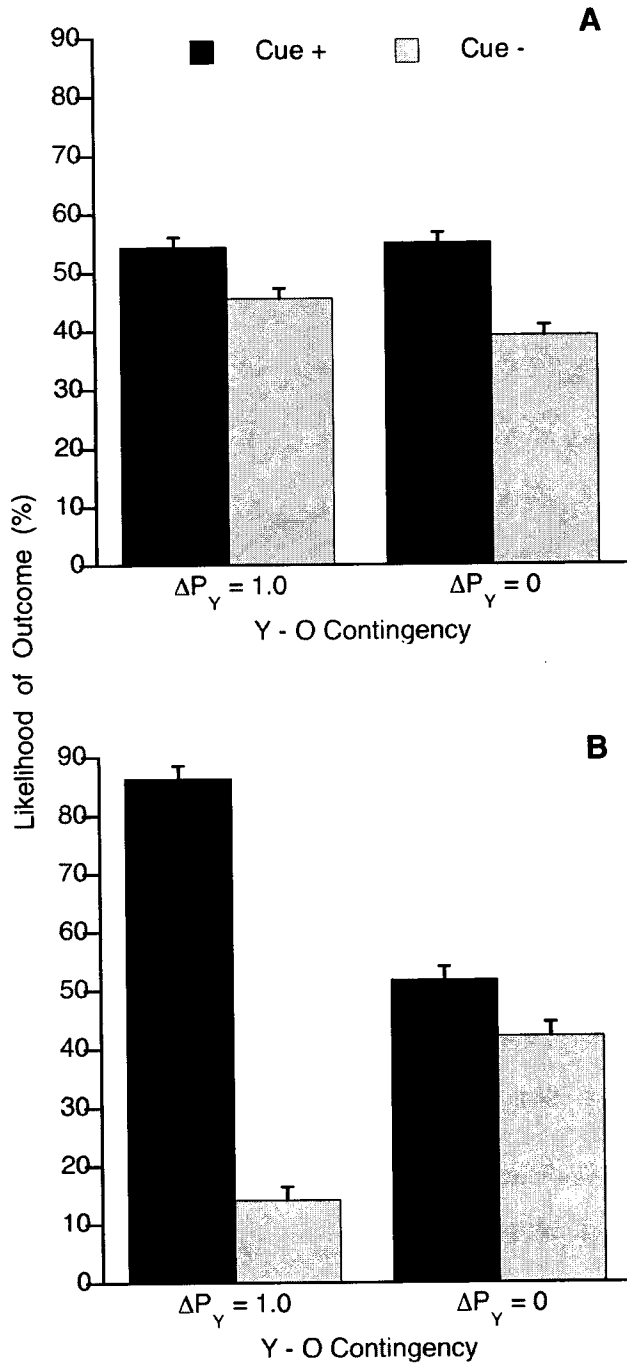 A
Cue + Cue -
90
80
70
60
50
40
30
20
10
0
ΔP_Y = 1.0 ΔP_Y = 0
Y - O Contingency
Likelihood of Outcome (%)
B
90
80
70
60
50
40
30
20
10
0
ΔP_Y = 1.0 ΔP_Y = 0
Y - O Contingency